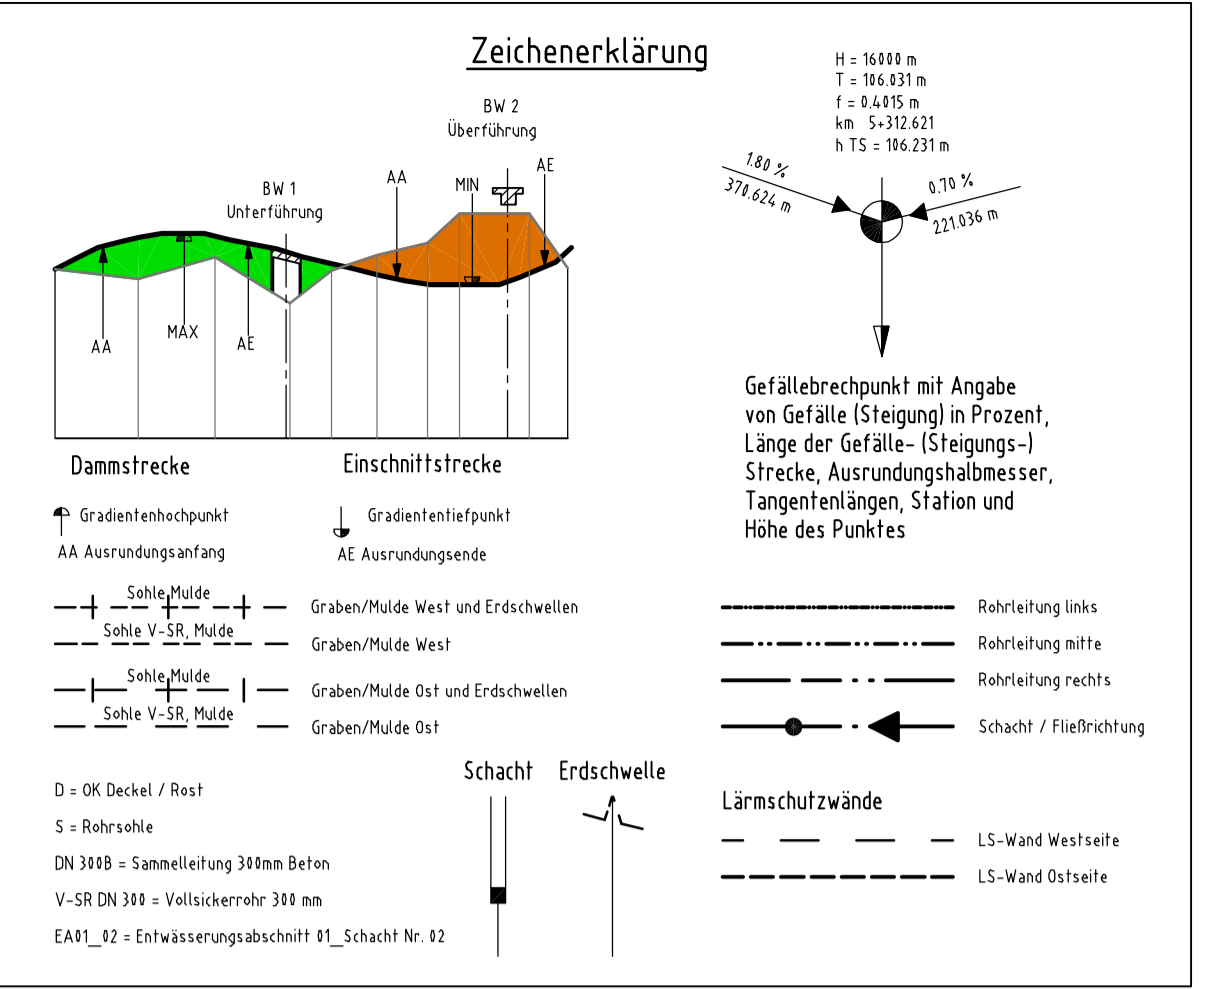 Zeichenerklärung
BW 2
Überführung
BW 1
Unterführung
AA
MIN
AE
AA
MAX
AE
H = 16000 m
T = 106.031 m
f = 0.4015 m
km 5+312.621
h TS = 106.231 m
1.80 %
370.624 m
0.70 %
221.036 m
Gefällebrechpunkt mit Angabe
von Gefälle (Steigung) in Prozent,
Länge der Gefälle- (Steigungs-)
Strecke, Ausrundungshalbmesser,
Tangentenlängen, Station und
Höhe des Punktes
Dammstrecke
Einschnittstrecke
Gradientenhochpunkt
Gradiententiefpunkt
AA Ausrundungsanfang
AE Ausrundungsende
Sohle Mulde
Graben/Mulde West und Erdschwellen
Sohle V-SR, Mulde
Graben/Mulde West
Sohle Mulde
Graben/Mulde Ost und Erdschwellen
Sohle V-SR, Mulde
Graben/Mulde Ost
Rohrleitung links
Rohrleitung mitte
Rohrleitung rechts
Schacht / Fließrichtung
D = OK Deckel / Rost
S = Rohrsohle
DN 300B = Sammelleitung 300mm Beton
V-SR DN 300 = Vollsickerrohr 300 mm
EA01_02 = Entwässerungsabschnitt 01_Schacht Nr. 02
Schacht
Erdschwelle
Lärmschutzwände
LS-Wand Westseite
LS-Wand Ostseite